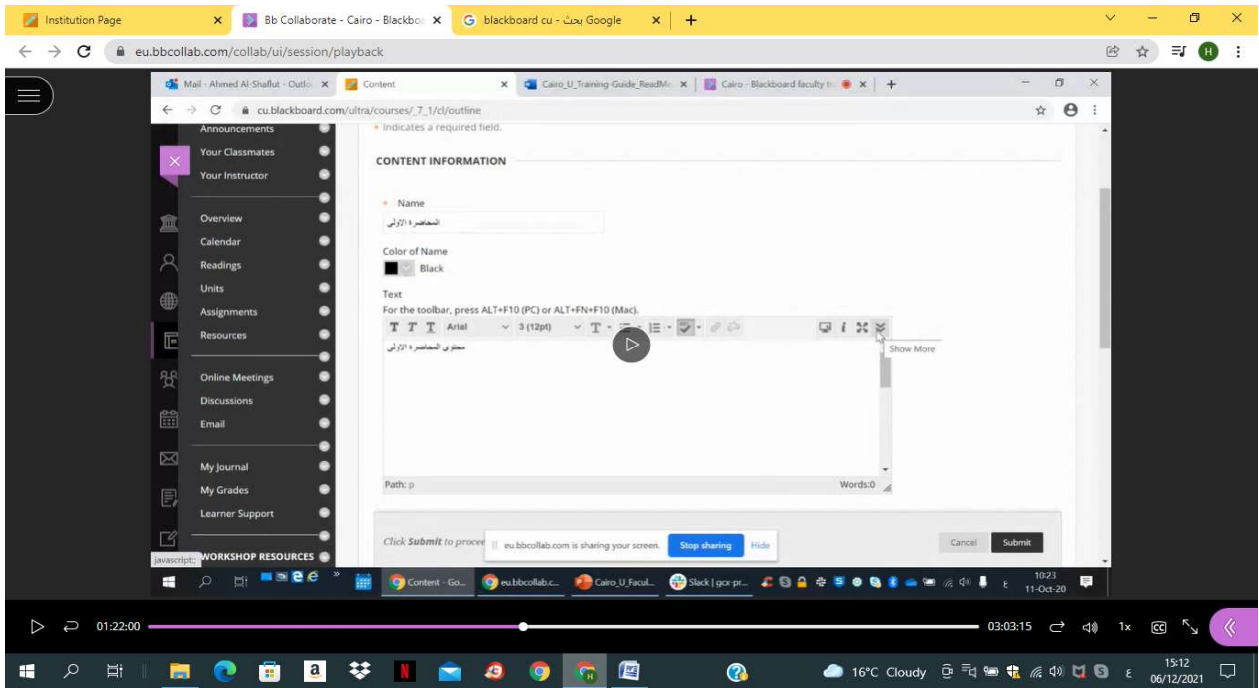 Institution Page
Bb Collaborate - Cairo - Blackbo
blackboard cu - بحث Google
eu.bbcollab.com/collab/ui/session/playback
H
Mail - Ahmed Al-Shaflut - Outlo
Content
Cairo_U_Training-Guide_ReadMe
Cairo - Blackboard faculty tr
cu.blackboard.com/ultra/courses/_7_1/cl/outline
Announcements
Your Classmates
Your Instructor
Overview
Calendar
Readings
Units
Assignments
Resources
Online Meetings
Discussions
Email
My Journal
My Grades
Learner Support
WORKSHOP RESOURCES
javascript:;
* Indicates a required field.
CONTENT INFORMATION
* Name
المحاضرة الاولى
Color of Name
Black
Text
For the toolbar, press ALT+F10 (PC) or ALT+FN+F10 (Mac).
T T T Arial 3 (12pt) T
Show More
محتوى المحاضرة الاولى
Path: p
Words:0
Click Submit to procee
eu.bbcollab.com is sharing your screen. Stop sharing Hide
Cancel Submit
Content - Go... eu.bbcollab.c... Cairo_U_Facul... Slack | gcx-pr...
ع
10:23
11-Oct-20
01:22:00
03:03:15
1x
CC
16°C Cloudy
ع
15:12
06/12/2021